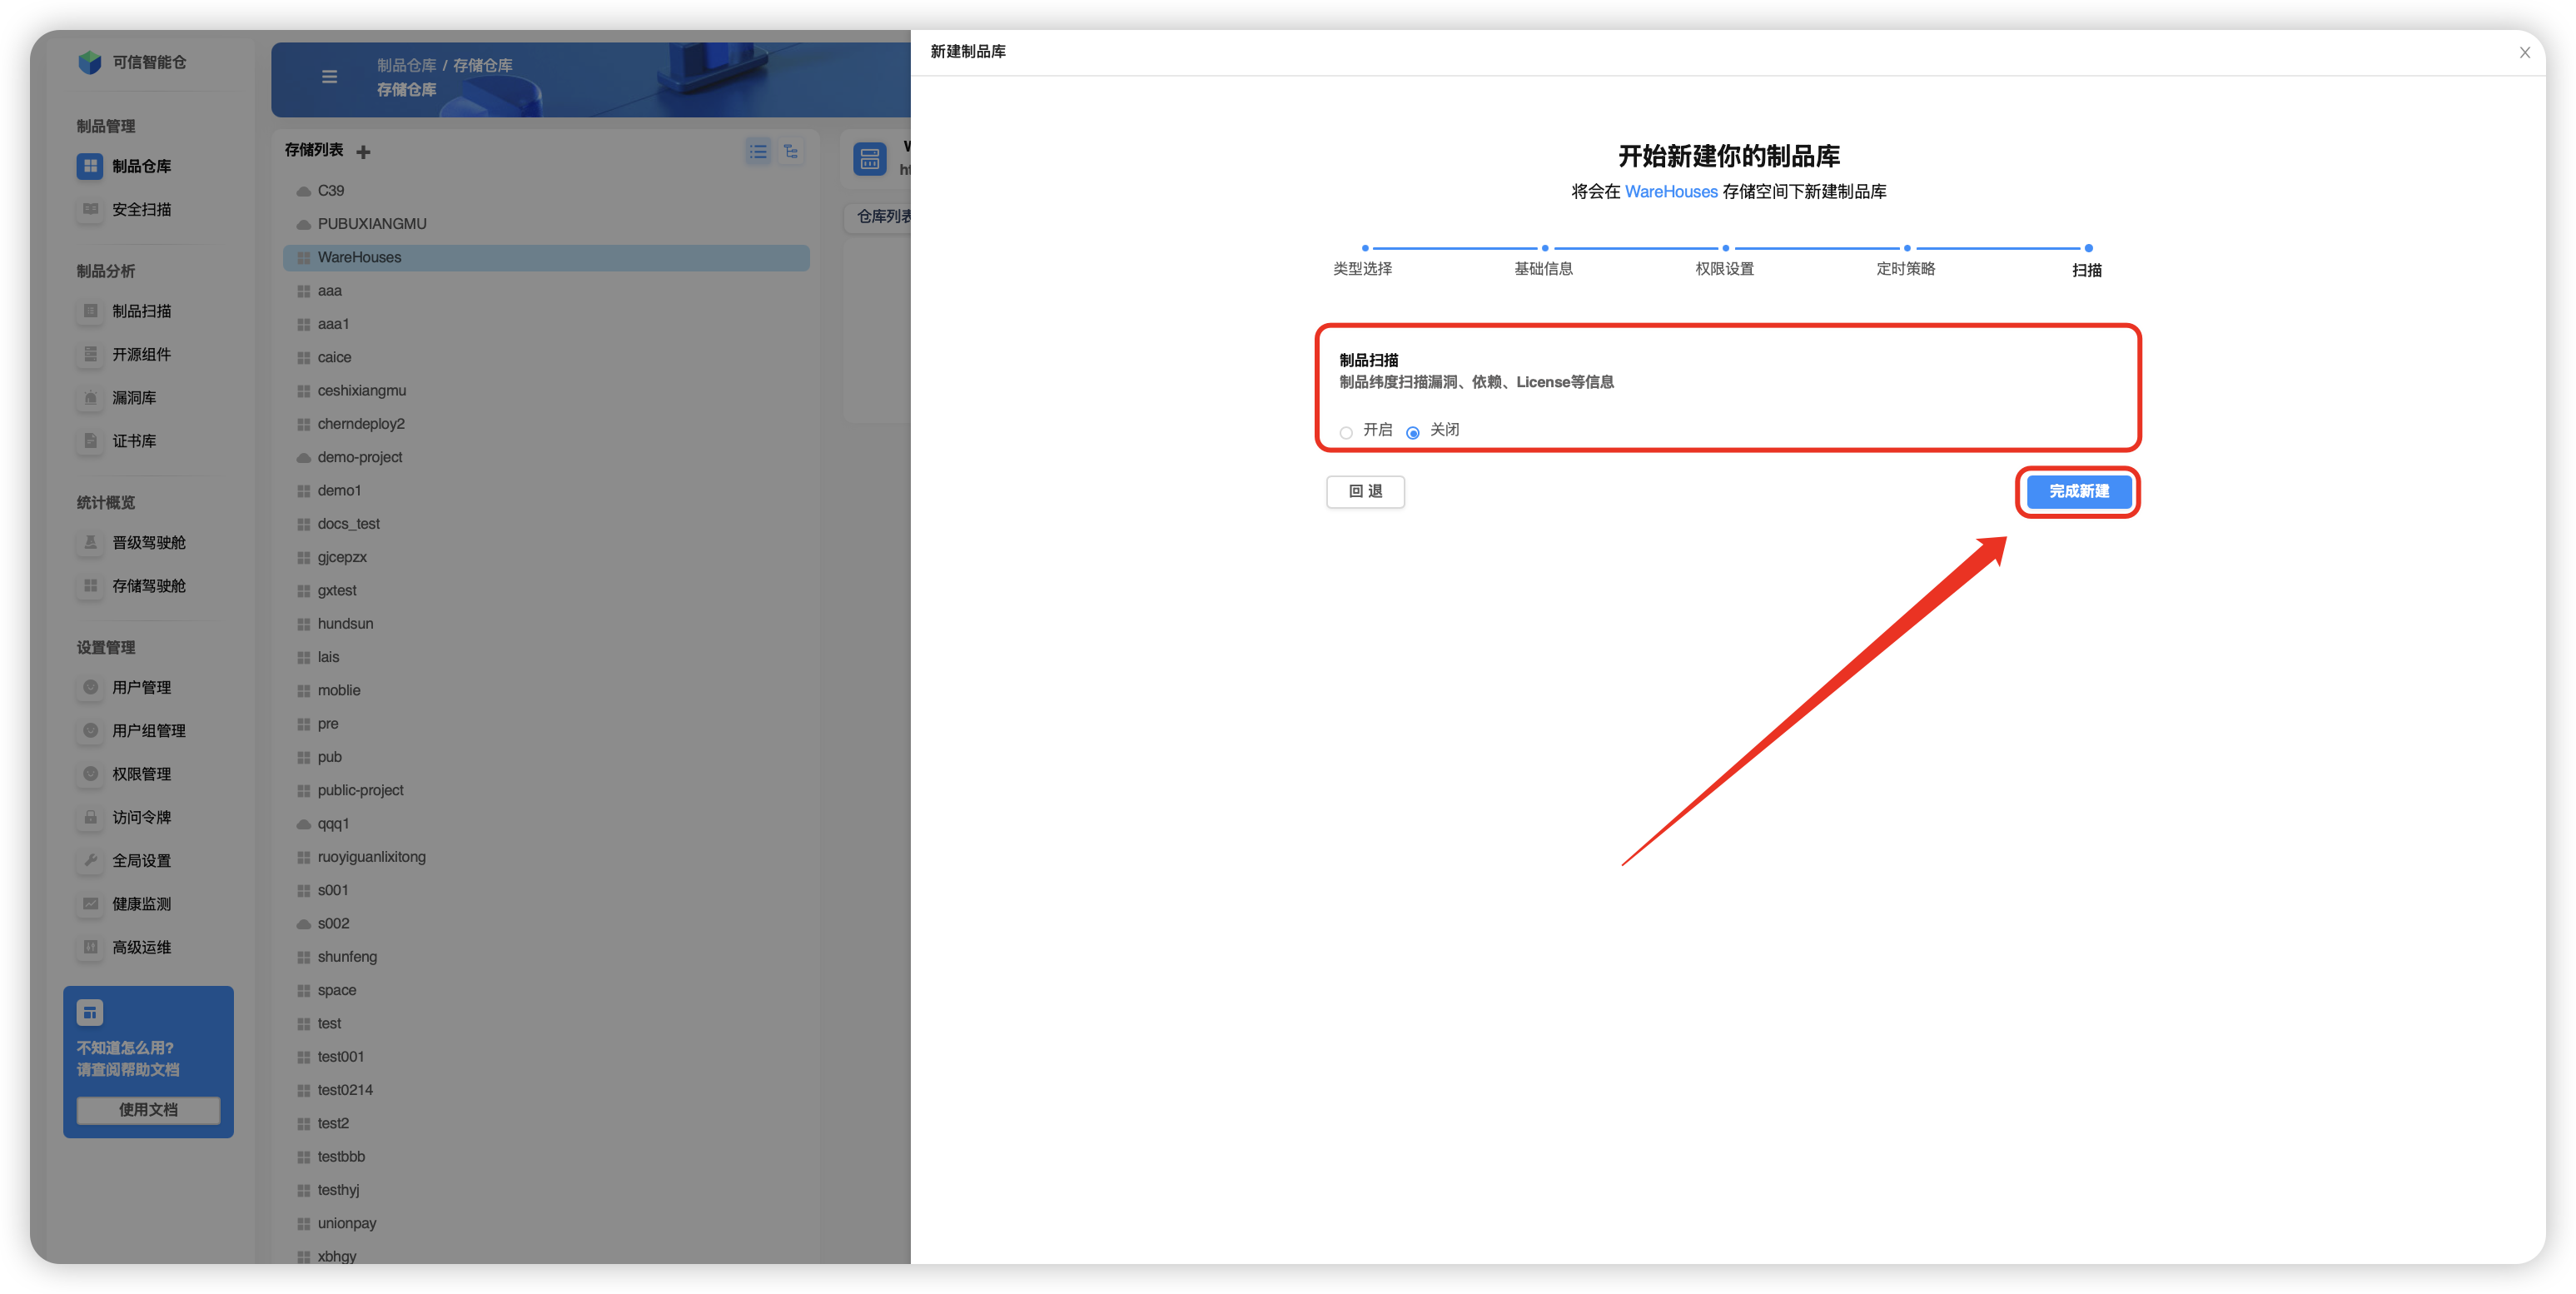 可信智能仓
制品管理
制品仓库
安全扫描
制品分析
制品扫描
开源组件
漏洞库
证书库
统计概览
晋级驾驶舱
存储驾驶舱
设置管理
用户管理
用户组管理
权限管理
访问令牌
全局设置
健康监测
高级运维
不知道怎么用?
请查阅帮助文档
使用文档
制品仓库 / 存储仓库
存储仓库
存储列表
C39
PUBUXIANGMU
WareHouses
aaa
aaa1
caice
ceshixiangmu
cherndeploy2
demo-project
demo1
docs_test
gjcepzx
gxtest
hundsun
lais
moblie
pre
pub
public-project
qqq1
ruoyiguanlixitong
s001
s002
shunfeng
space
test
test001
test0214
test2
testbbb
testhyj
unionpay
xbhgy
仓库列表
新建制品库
开始新建你的制品库
将会在 WareHouses 存储空间下新建制品库
类型选择 基础信息 权限设置 定时策略 扫描
制品扫描
制品纬度扫描漏洞、依赖、License等信息
开启 关闭
回 退 完成新建